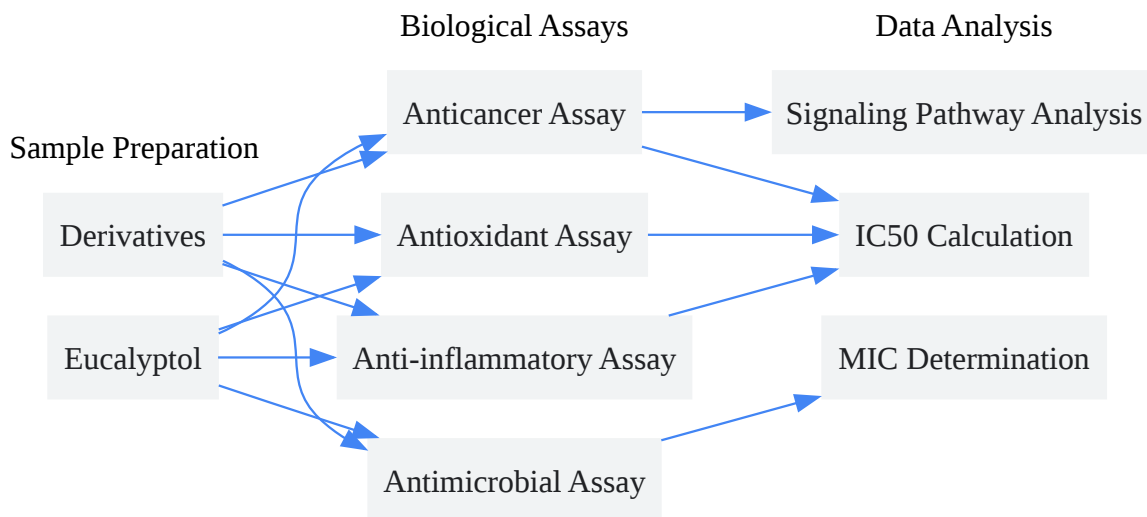 Biological Assays
Data Analysis
Anticancer Assay
Signaling Pathway Analysis
Sample Preparation
Derivatives
Antioxidant Assay
IC50 Calculation
Eucalyptol
Anti-inflammatory Assay
MIC Determination
Antimicrobial Assay